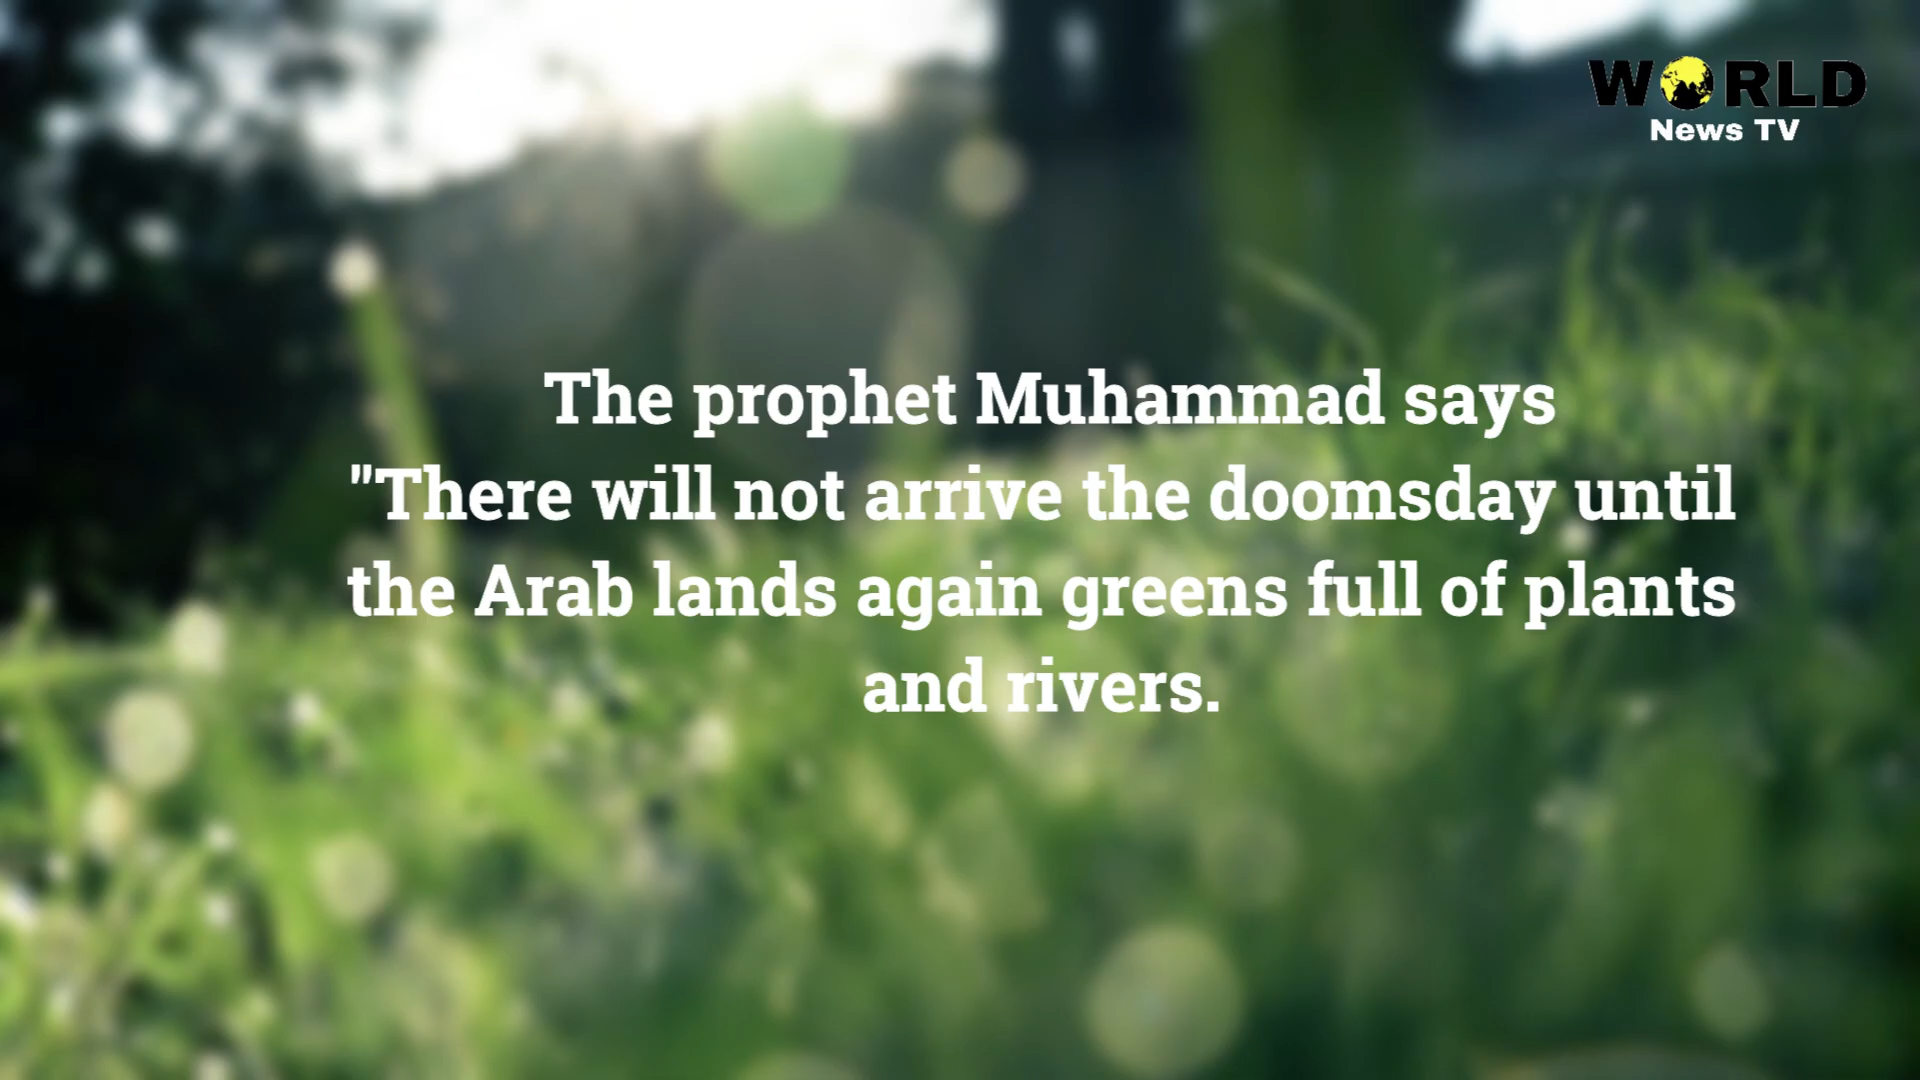 WORLD
News TV
The prophet Muhammad says
"There will not arrive the doomsday until
the Arab lands again greens full of plants
and rivers.